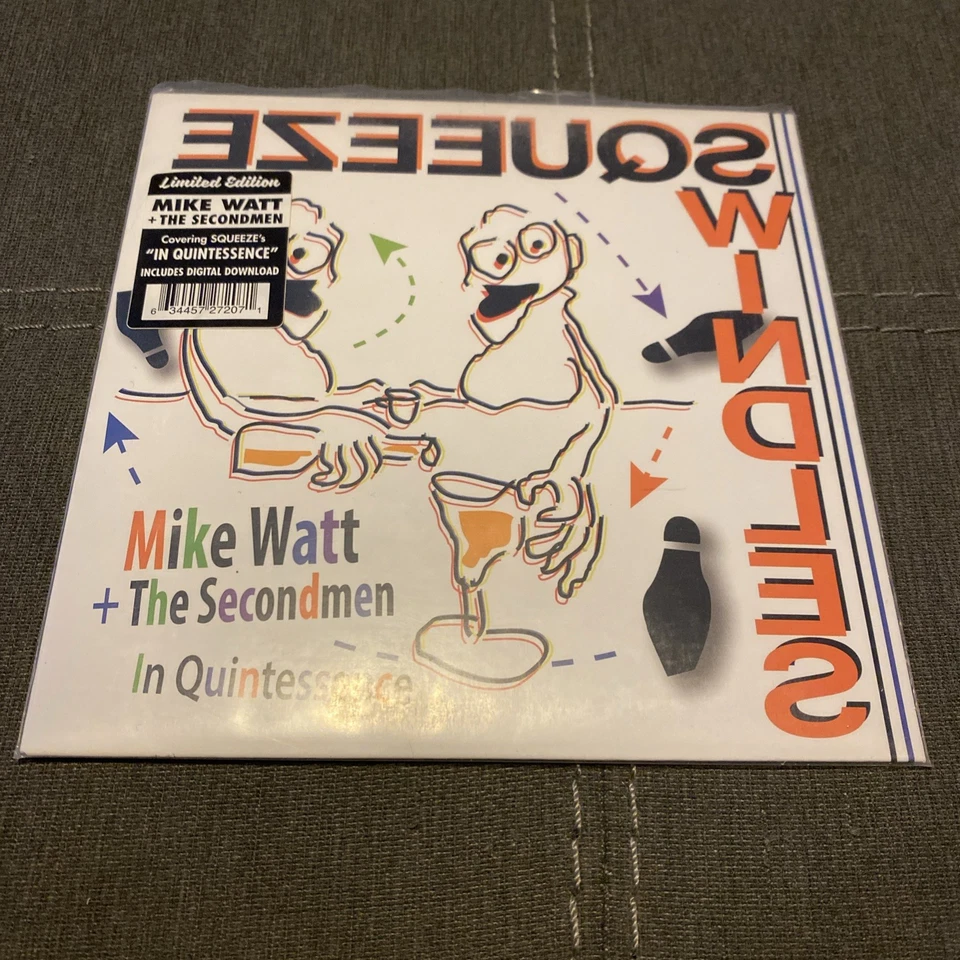 SQUEEZE
SWINDLES
Limited Edition
MIKE WATT
+ THE SECONDMEN
Covering SQUEEZE's
"IN QUINTESSENCE"
INCLUDES DIGITAL DOWNLOAD
6 34457 27207 1
Mike Watt
+ The Secondmen
In Quintessence